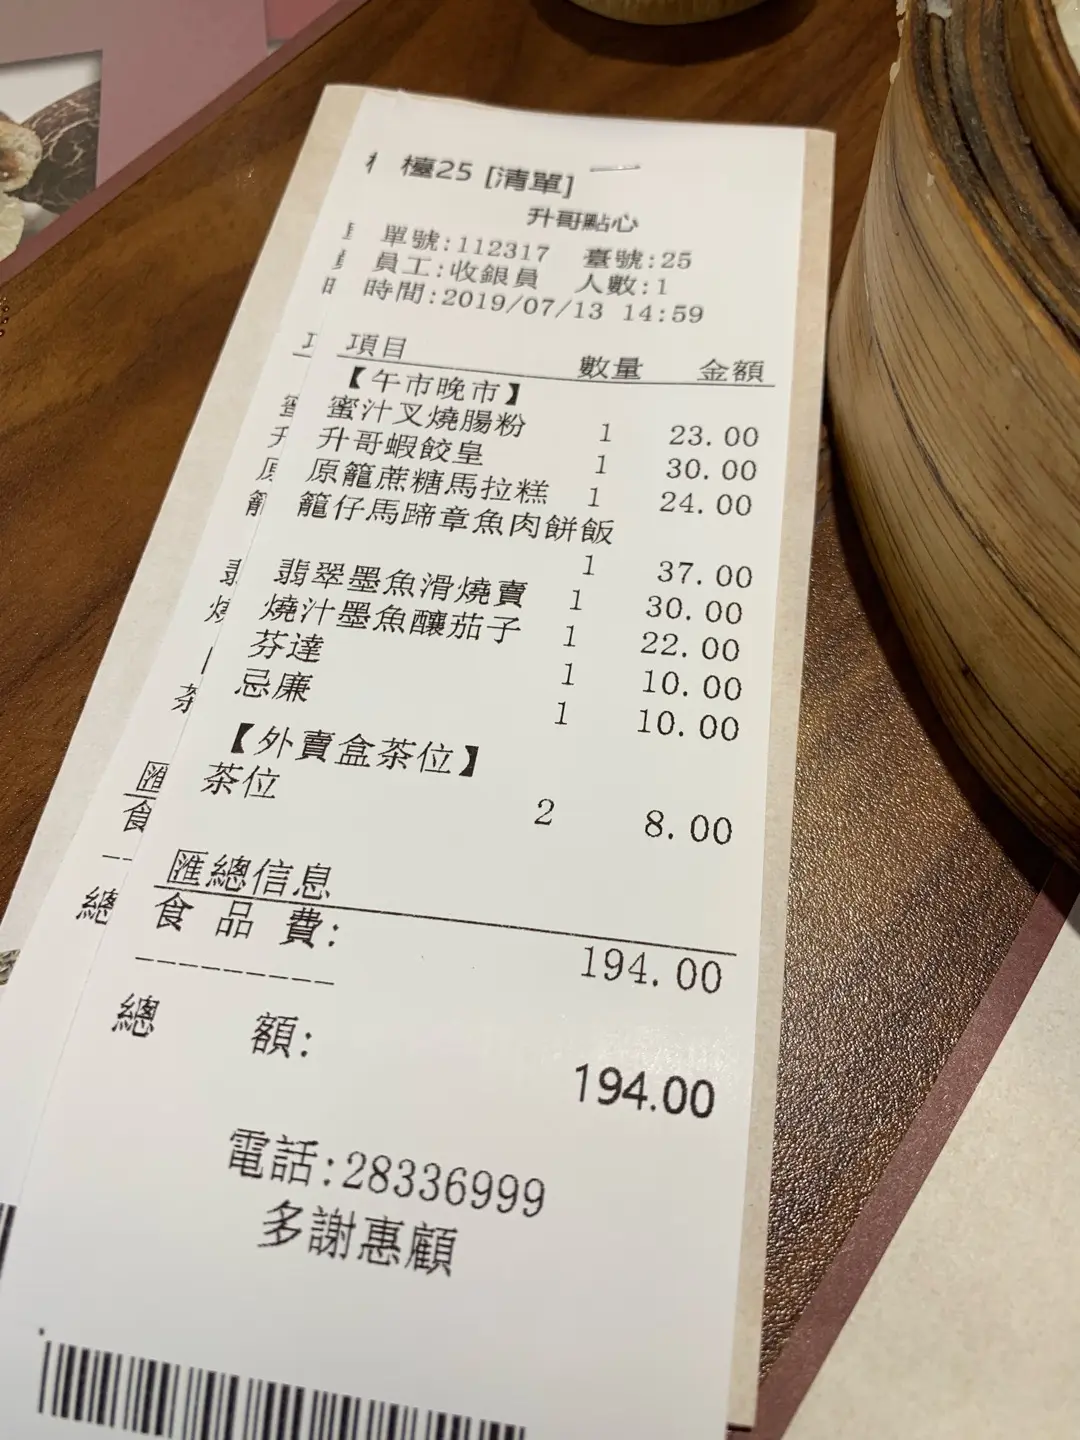 檯25 [清單]
升哥點心
單號:112317 臺號:25
員工:收銀員 人數:1
時間:2019/07/13 14:59
項目 數量 金額
【午市晚市】
蜜汁叉燒腸粉 1 23.00
升哥蝦餃皇 1 30.00
原籠蔗糖馬拉糕 1 24.00
籠仔馬蹄章魚肉餅飯
1 37.00
翡翠墨魚滑燒賣 1 30.00
燒汁墨魚釀茄子 1 22.00
芬達 1 10.00
忌廉 1 10.00
【外賣盒茶位】
茶位 2 8.00
匯總信息
食品費: 194.00
--------
總額: 194.00
電話:28336999
多謝惠顧